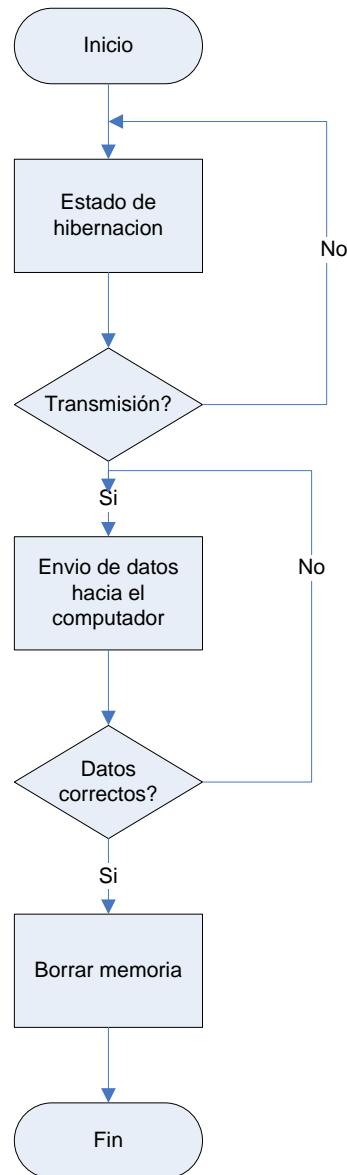 Inicio
Estado de
hibernacion
No
Transmisión?
Si
Envio de datos
hacia el
computador
No
Datos
correctos?
Si
Borrar memoria
Fin